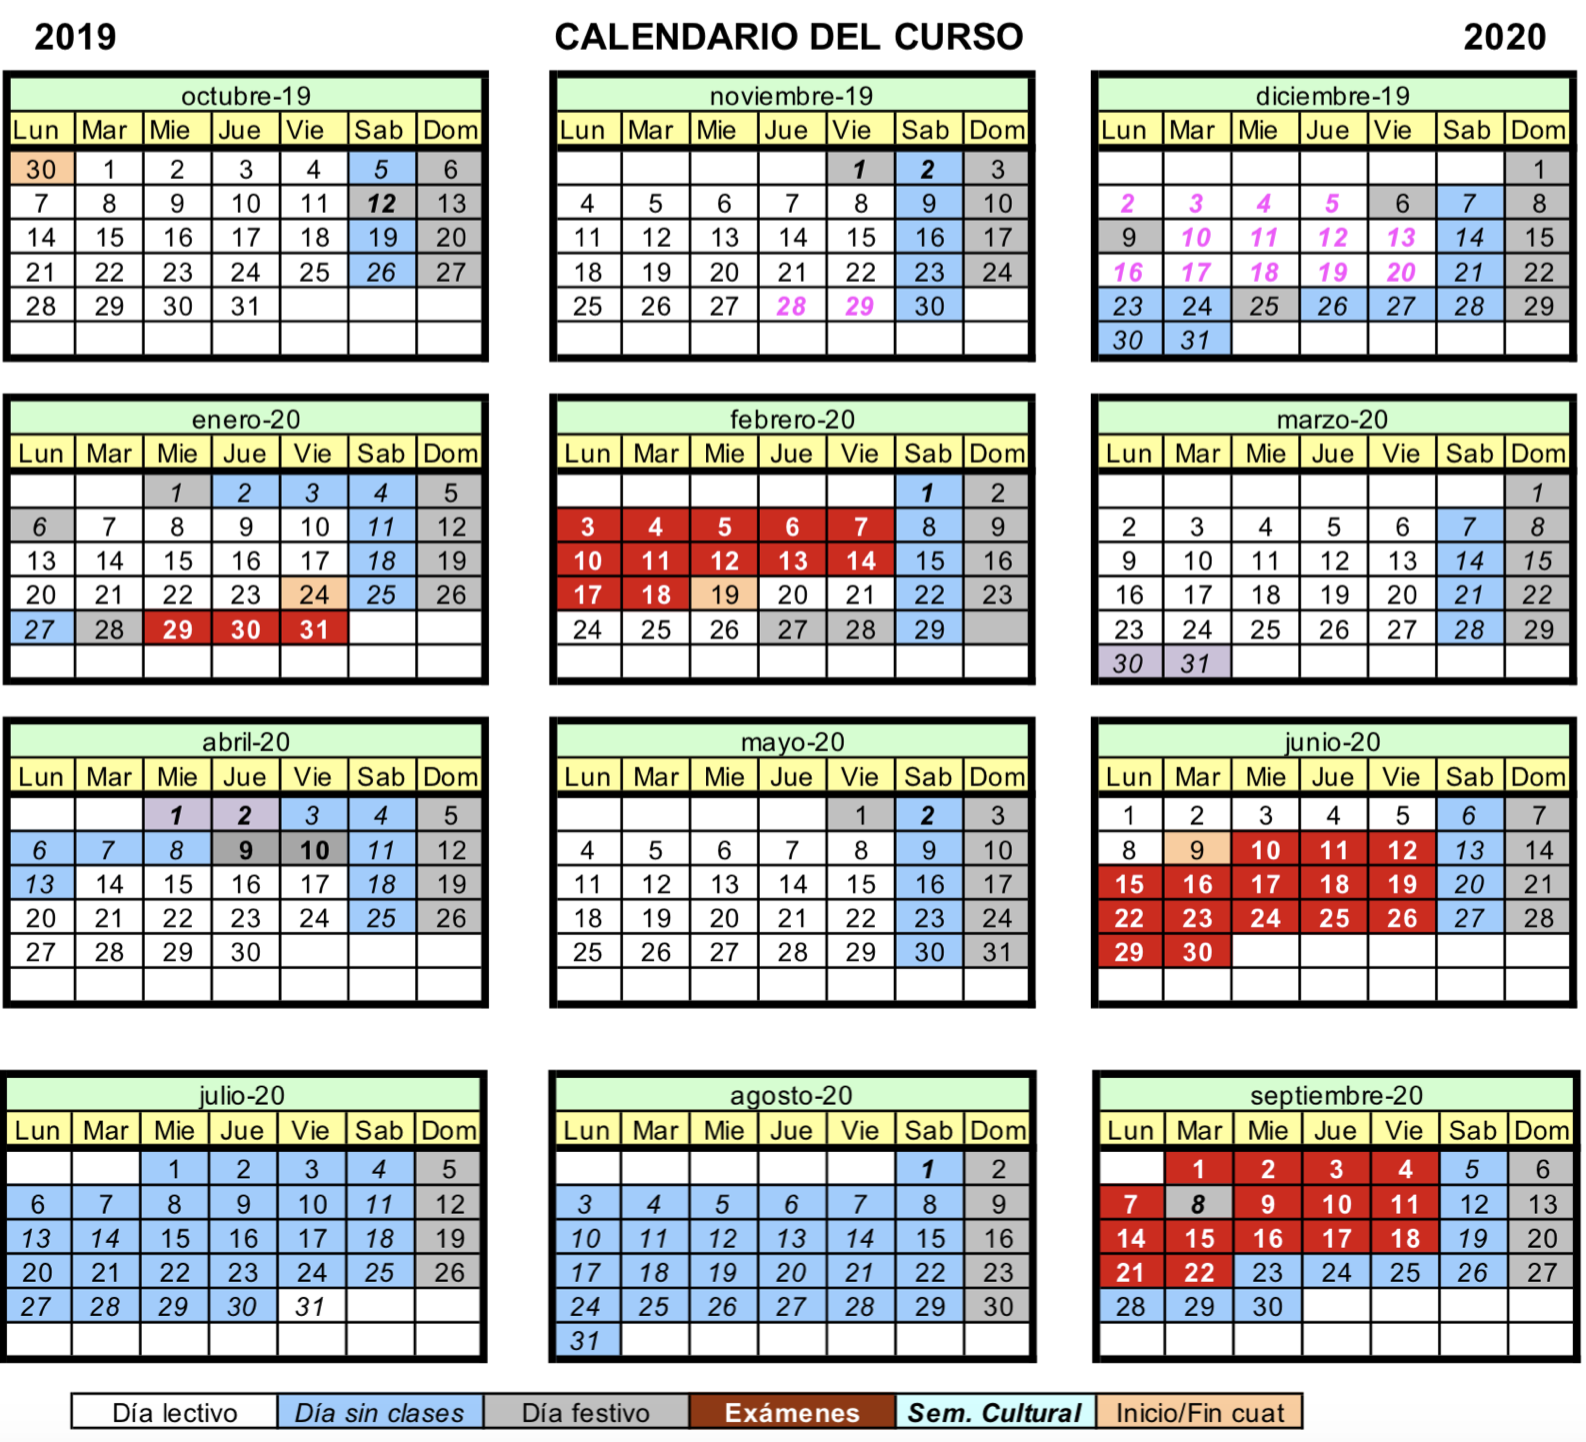 2019 CALENDARIO DEL CURSO 2020
octubre-19
Lun Mar Mie Jue Vie Sab Dom
30 1 2 3 4 5 6
7 8 9 10 11 12 13
14 15 16 17 18 19 20
21 22 23 24 25 26 27
28 29 30 31
noviembre-19
Lun Mar Mie Jue Vie Sab Dom
1 2 3
4 5 6 7 8 9 10
11 12 13 14 15 16 17
18 19 20 21 22 23 24
25 26 27 28 29 30
diciembre-19
Lun Mar Mie Jue Vie Sab Dom
1
2 3 4 5 6 7 8
9 10 11 12 13 14 15
16 17 18 19 20 21 22
23 24 25 26 27 28 29
30 31
enero-20
Lun Mar Mie Jue Vie Sab Dom
1 2 3 4 5
6 7 8 9 10 11 12
13 14 15 16 17 18 19
20 21 22 23 24 25 26
27 28 29 30 31
febrero-20
Lun Mar Mie Jue Vie Sab Dom
1 2
3 4 5 6 7 8 9
10 11 12 13 14 15 16
17 18 19 20 21 22 23
24 25 26 27 28 29
marzo-20
Lun Mar Mie Jue Vie Sab Dom
1
2 3 4 5 6 7 8
9 10 11 12 13 14 15
16 17 18 19 20 21 22
23 24 25 26 27 28 29
30 31
abril-20
Lun Mar Mie Jue Vie Sab Dom
1 2 3 4 5
6 7 8 9 10 11 12
13 14 15 16 17 18 19
20 21 22 23 24 25 26
27 28 29 30
mayo-20
Lun Mar Mie Jue Vie Sab Dom
1 2 3
4 5 6 7 8 9 10
11 12 13 14 15 16 17
18 19 20 21 22 23 24
25 26 27 28 29 30 31
junio-20
Lun Mar Mie Jue Vie Sab Dom
1 2 3 4 5 6 7
8 9 10 11 12 13 14
15 16 17 18 19 20 21
22 23 24 25 26 27 28
29 30
julio-20
Lun Mar Mie Jue Vie Sab Dom
1 2 3 4 5
6 7 8 9 10 11 12
13 14 15 16 17 18 19
20 21 22 23 24 25 26
27 28 29 30 31
agosto-20
Lun Mar Mie Jue Vie Sab Dom
1 2
3 4 5 6 7 8 9
10 11 12 13 14 15 16
17 18 19 20 21 22 23
24 25 26 27 28 29 30
31
septiembre-20
Lun Mar Mie Jue Vie Sab Dom
1 2 3 4 5 6
7 8 9 10 11 12 13
14 15 16 17 18 19 20
21 22 23 24 25 26 27
28 29 30
Día lectivo Día sin clases Día festivo Exámenes Sem. Cultural Inicio/Fin cuat